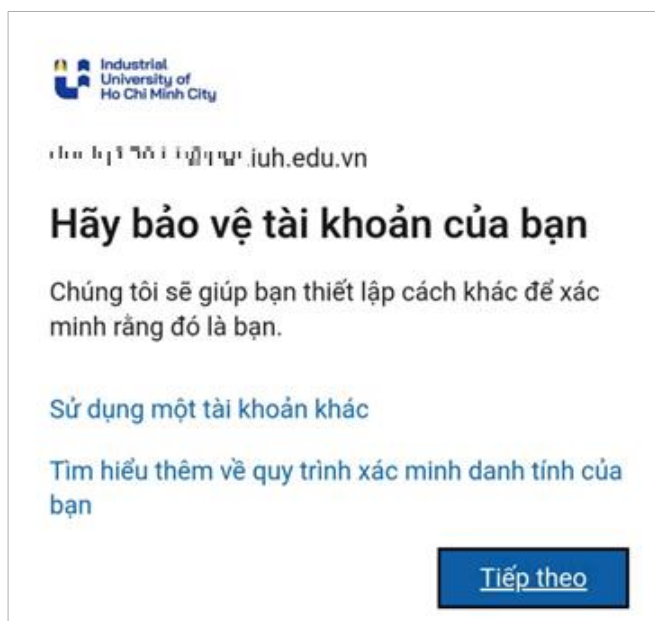 Industrial
University of
Ho Chi Minh City
.iuh.edu.vn
Hãy bảo vệ tài khoản của bạn
Chúng tôi sẽ giúp bạn thiết lập cách khác để xác
minh rằng đó là bạn.
Sử dụng một tài khoản khác
Tìm hiểu thêm về quy trình xác minh danh tính của
bạn
Tiếp theo